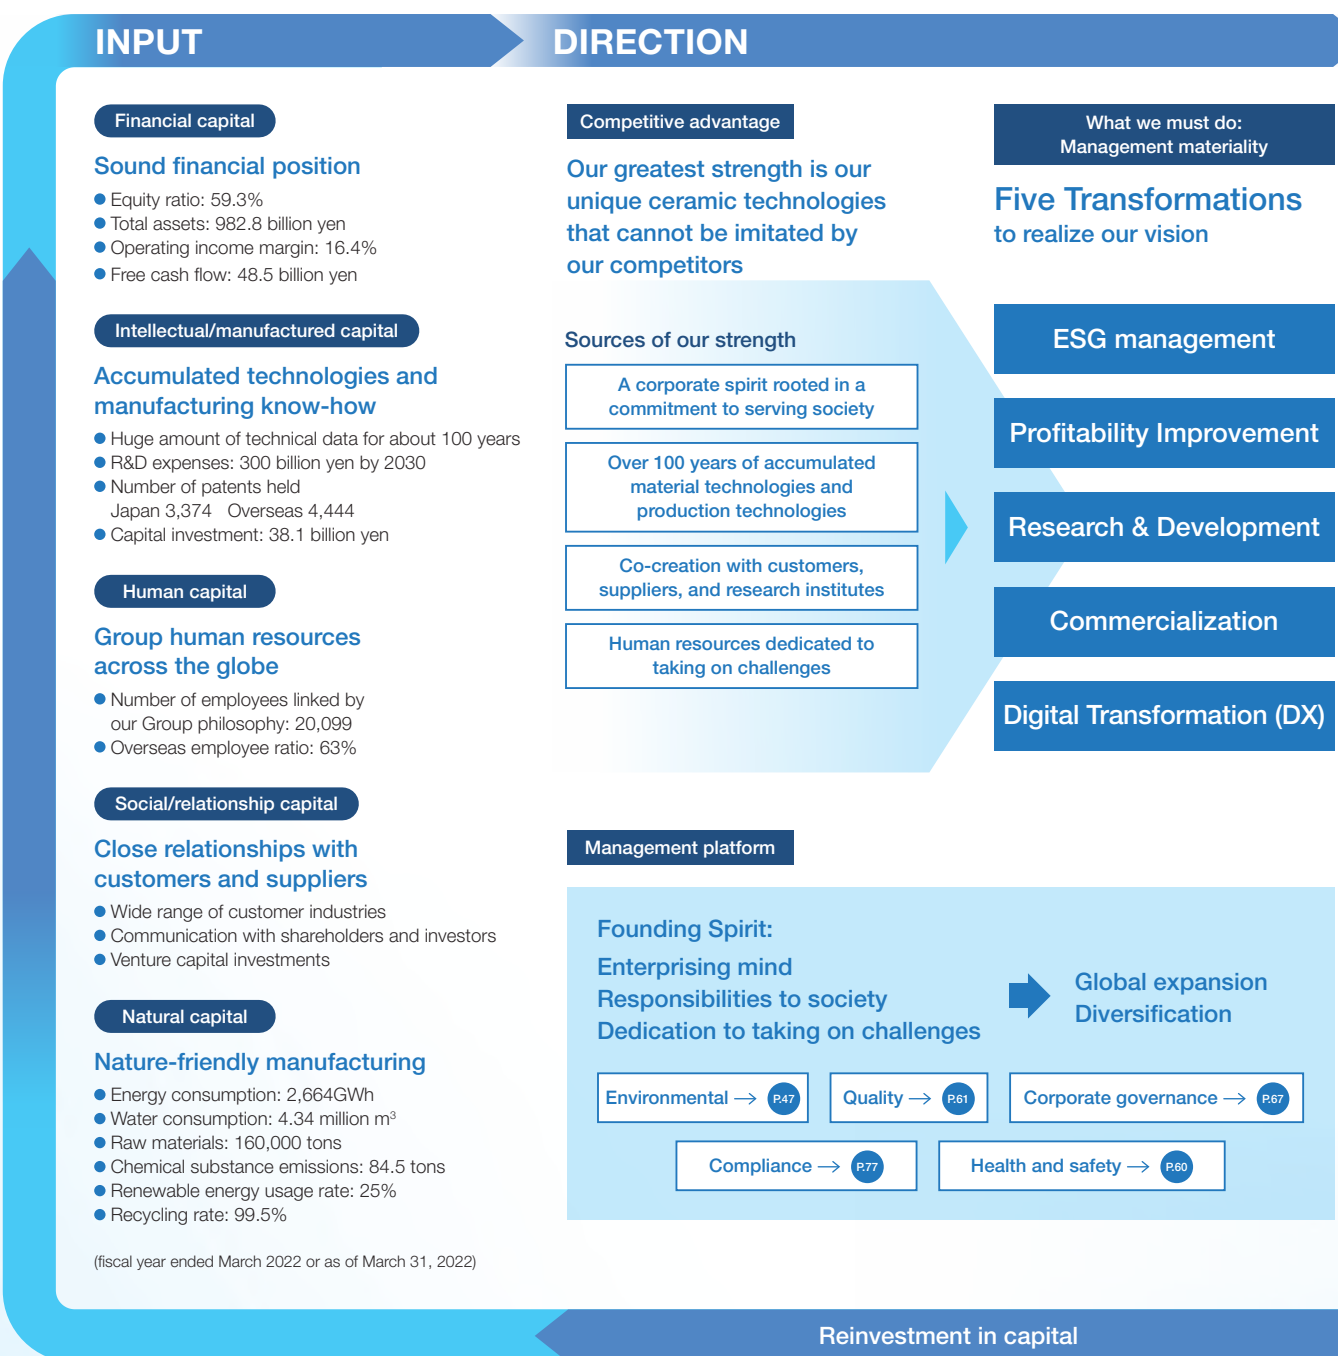 INPUT
Financial capital
Sound financial position
● Equity ratio: 59.3%
● Total assets: 982.8 billion yen
● Operating income margin: 16.4%
● Free cash flow: 48.5 billion yen
Intellectual/manufactured capital
Accumulated technologies and
manufacturing know-how
● Huge amount of technical data for about 100 years
● R&D expenses: 300 billion yen by 2030
● Number of patents held
Japan 3,374 Overseas 4,444
● Capital investment: 38.1 billion yen
Human capital
Group human resources
across the globe
● Number of employees linked by
our Group philosophy: 20,099
● Overseas employee ratio: 63%
Social/relationship capital
Close relationships with
customers and suppliers
● Wide range of customer industries
● Communication with shareholders and investors
● Venture capital investments
Natural capital
Nature-friendly manufacturing
● Energy consumption: 2,664GWh
● Water consumption: 4.34 million m³
● Raw materials: 160,000 tons
● Chemical substance emissions: 84.5 tons
● Renewable energy usage rate: 25%
● Recycling rate: 99.5%
(fiscal year ended March 2022 or as of March 31, 2022)
DIRECTION
Competitive advantage
Our greatest strength is our
unique ceramic technologies
that cannot be imitated by
our competitors
Sources of our strength
A corporate spirit rooted in a
commitment to serving society
Over 100 years of accumulated
material technologies and
production technologies
Co-creation with customers,
suppliers, and research institutes
Human resources dedicated to
taking on challenges
What we must do:
Management materiality
Five Transformations
to realize our vision
ESG management
Profitability Improvement
Research & Development
Commercialization
Digital Transformation (DX)
Management platform
Founding Spirit:
Enterprising mind
Responsibilities to society
Dedication to taking on challenges
Global expansion
Diversification
Environmental → P.47
Quality → P.61
Corporate governance → P.67
Compliance → P.77
Health and safety → P.60
Reinvestment in capital